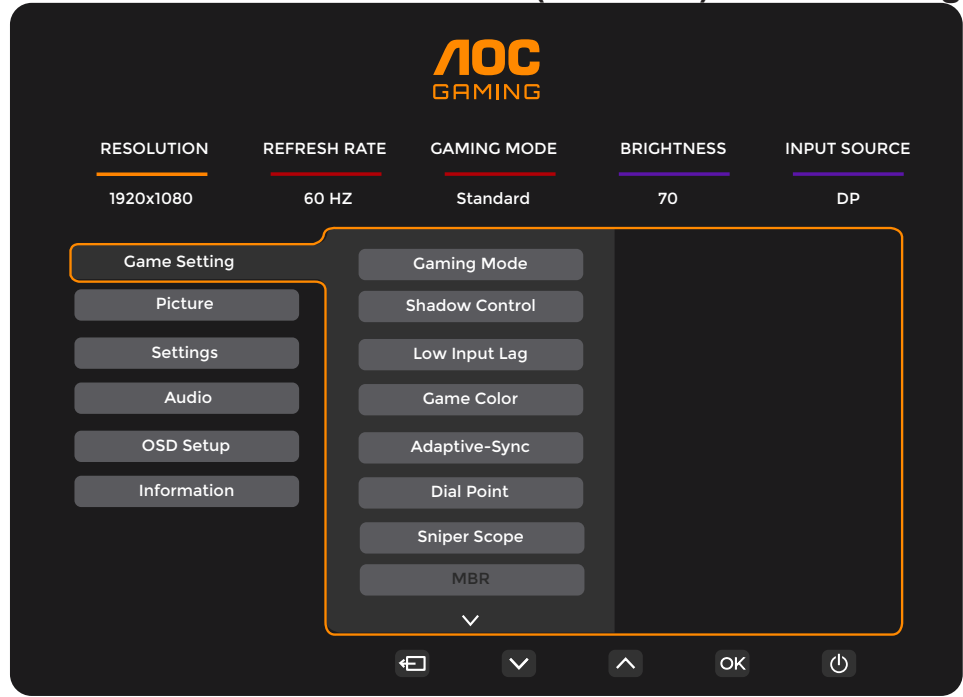 AOC
GAMING
RESOLUTION REFRESH RATE GAMING MODE BRIGHTNESS INPUT SOURCE
1920x1080 60 HZ Standard 70 DP
Game Setting
Picture
Settings
Audio
OSD Setup
Information
Gaming Mode
Shadow Control
Low Input Lag
Game Color
Adaptive-Sync
Dial Point
Sniper Scope
MBR
OK